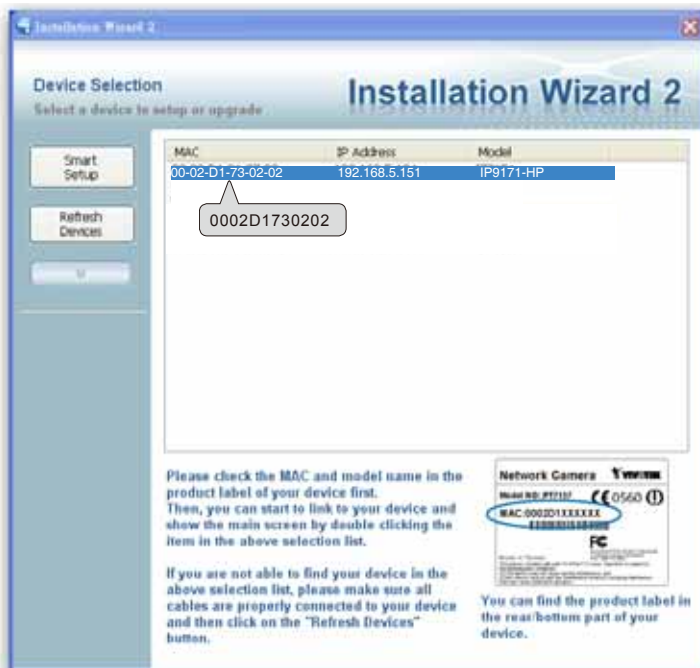 Installation Wizard 2
Device Selection
Select a device to setup or upgrade
Installation Wizard 2
Smart
Setup
Refresh
Devices
MAC IP Address Model
00-02-D1-73-02-02 192.168.5.151 IP9171-HP
0002D1730202
Please check the MAC and model name in the
product label of your device first.
Then, you can start to link to your device and
show the main screen by double clicking the
item in the above selection list.
If you are not able to find your device in the
above selection list, please make sure all
cables are properly connected to your device
and then click on the "Refresh Devices"
button.
Network Camera VIVOTEK
MAC:0002D1XXXXXX
0560
FC
You can find the product label in
the rear/bottom part of your
device.